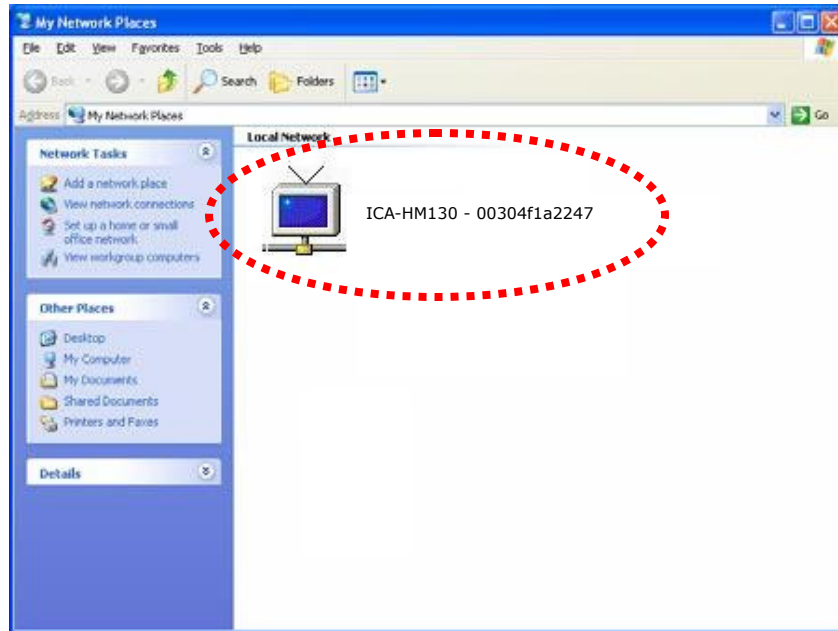 My Network Places
File Edit View Favorites Tools Help
Back Search Folders
Address My Network Places Go
Network Tasks
Add a network place
View network connections
Set up a home or small
office network
View workgroup computers
Other Places
Desktop
My Computer
My Documents
Shared Documents
Printers and Faxes
Details
Local Network
ICA-HM130 - 00304f1a2247